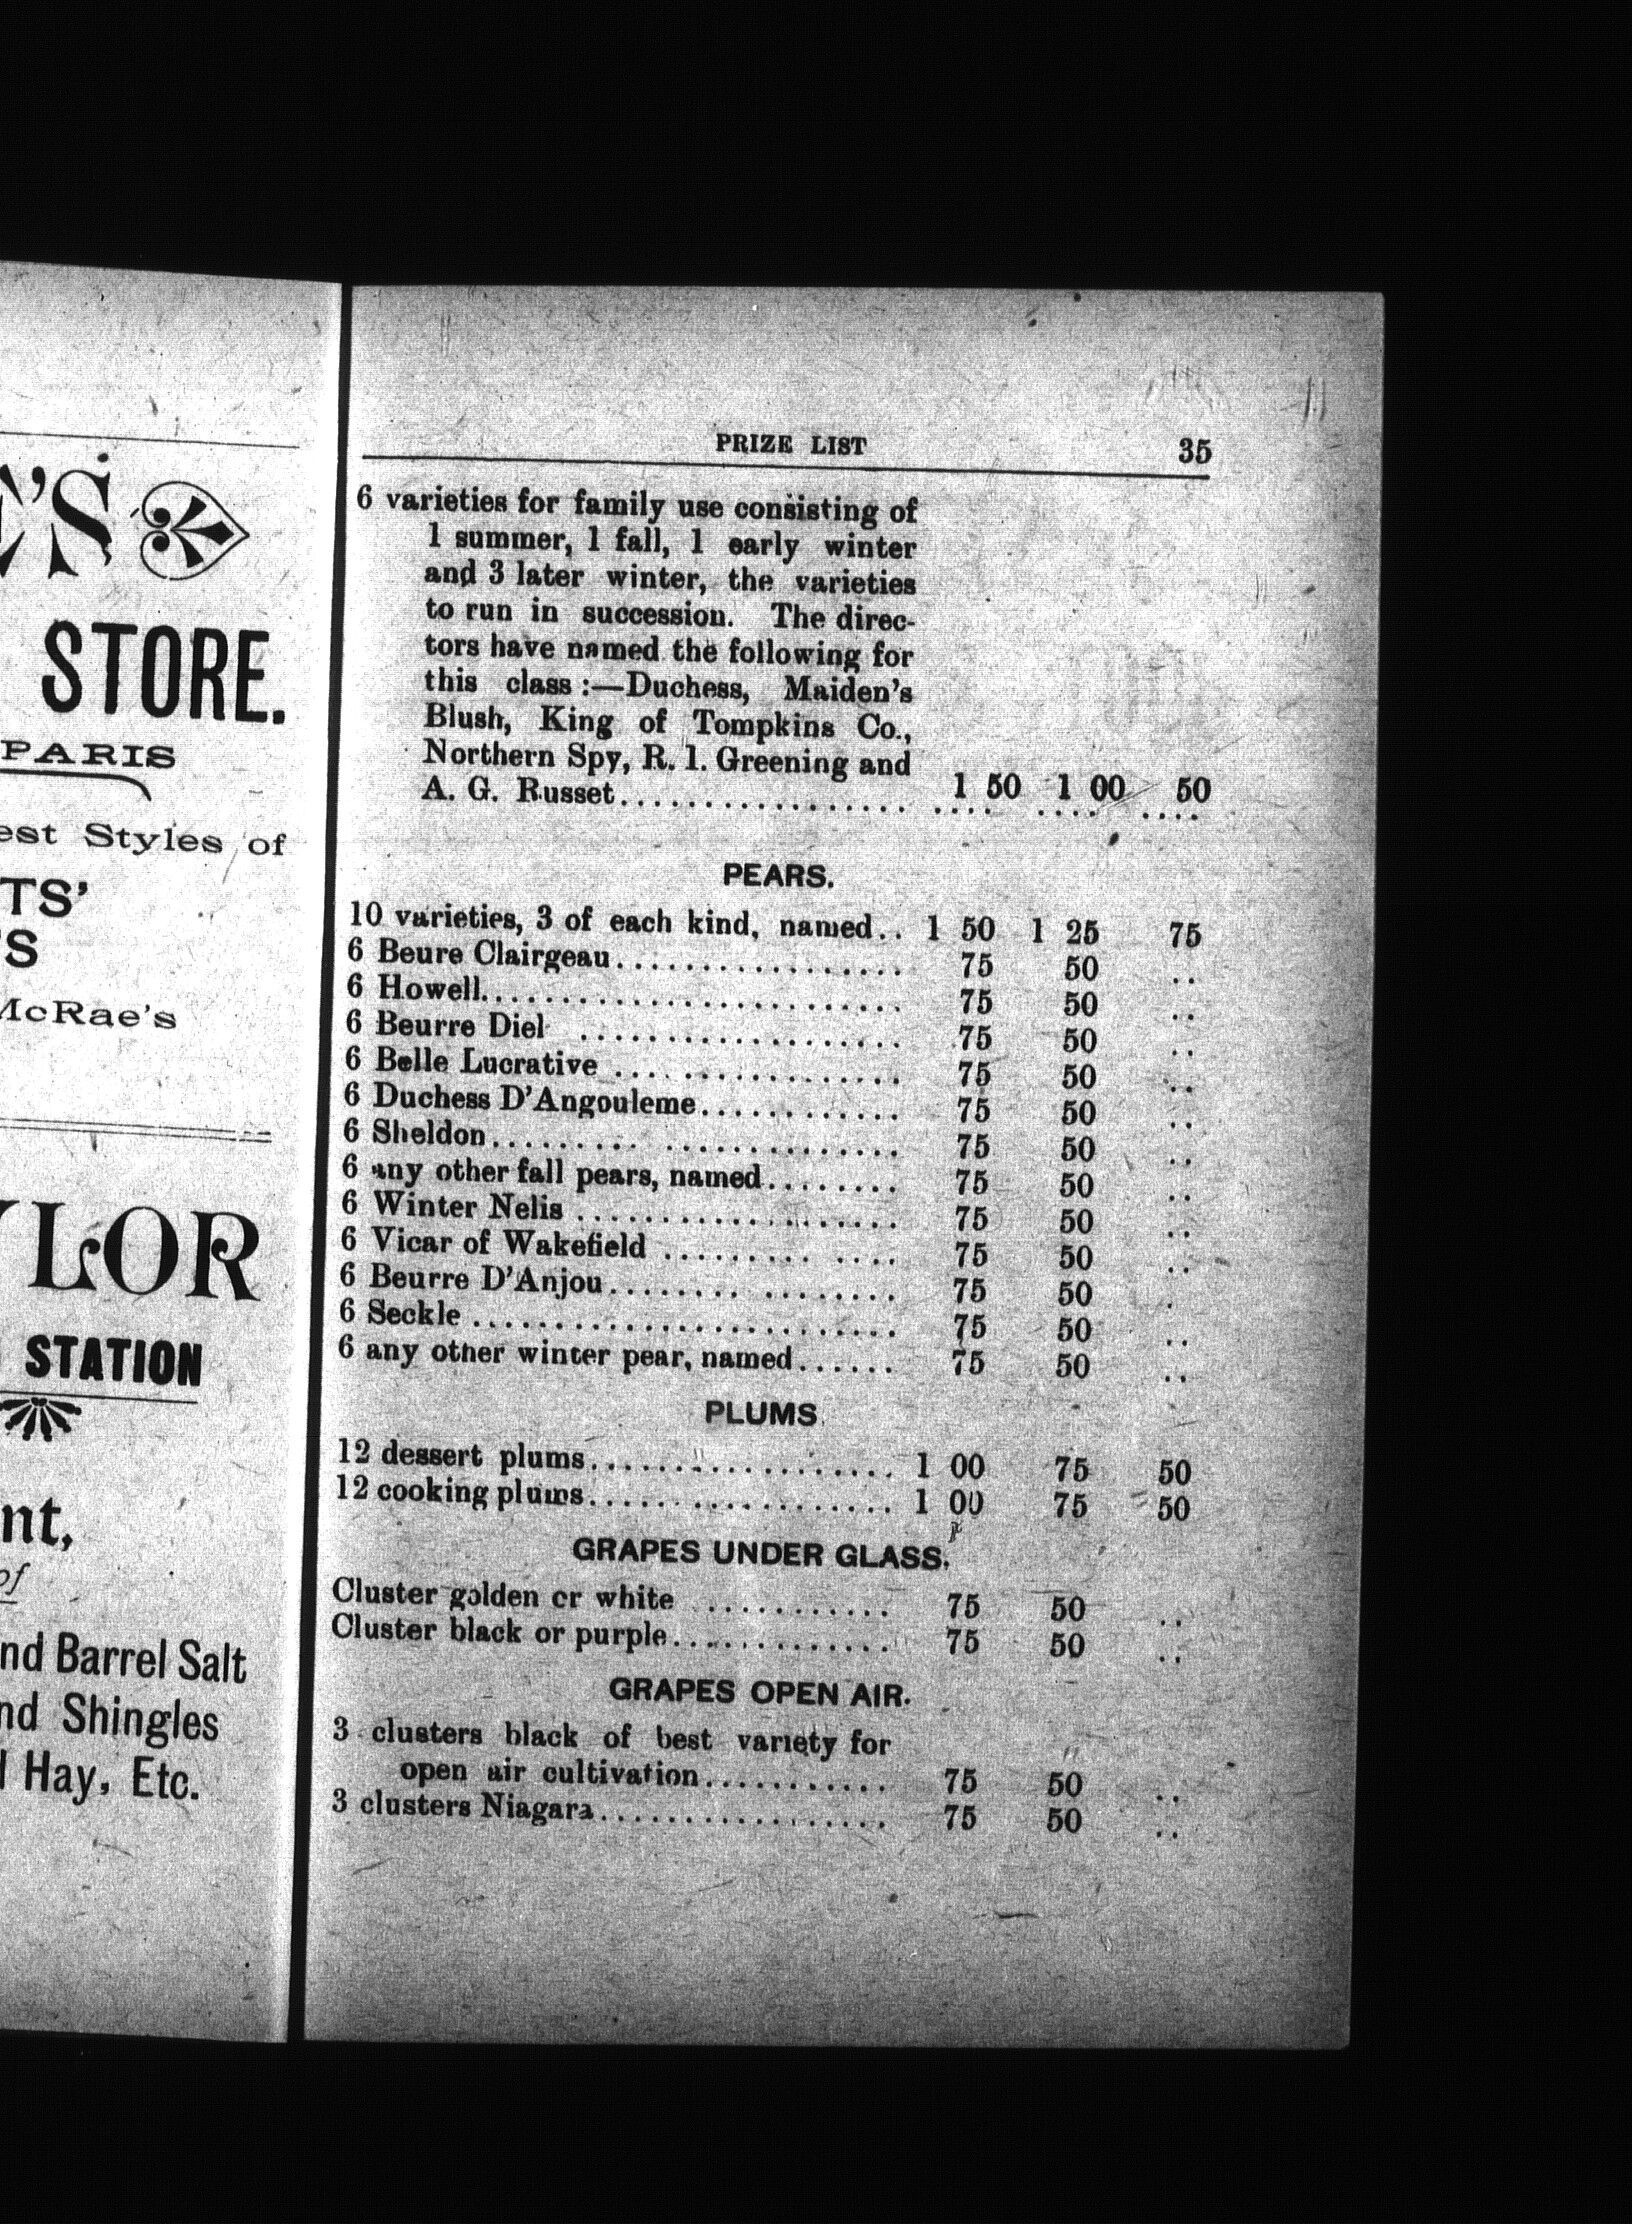 'S
STORE.
PARIS
est Styles of
TS'
'S
McRae's
YLOR
STATION
nt,
of
nd Barrel Salt
nd Shingles
Hay, Etc.
PRIZE LIST 35
6 varieties for family use consisting of
1 summer, 1 fall, 1 early winter
and 3 later winter, the varieties
to run in succession. The direc-
tors have named the following for
this class :—Duchess, Maiden's
Blush, King of Tompkins Co.,
Northern Spy, R. I. Greening and
A. G. Russet................. 1 50 1 00 50
PEARS.
10 varieties, 3 of each kind, named.. 1 50 1 25 75
6 Beure Clairgeau................. 75 50 ..
6 Howell......................... 75 50 ..
6 Beurre Diel ................... 75 50 ..
6 Belle Lucrative ................. 75 50 ..
6 Duchess D'Angouleme............ 75 50 ..
6 Sheldon......................... 75 50 ..
6 any other fall pears, named........ 75 50 ..
6 Winter Nelis .................... 75 50 ..
6 Vicar of Wakefield ............. 75 50 ..
6 Beurre D'Anjou................ 75 50 .
6 Seckle .......................... 75 50 ..
6 any other winter pear, named...... 75 50 ..
PLUMS
12 dessert plums................... 1 00 75 50
12 cooking plums................... 1 00 75 50
GRAPES UNDER GLASS.
Cluster golden or white ............ 75 50 ..
Cluster black or purple............. 75 50 ..
GRAPES OPEN AIR.
3 clusters black of best variety for
open air cultivation........... 75 50 ..
3 clusters Niagara.................. 75 50 ..